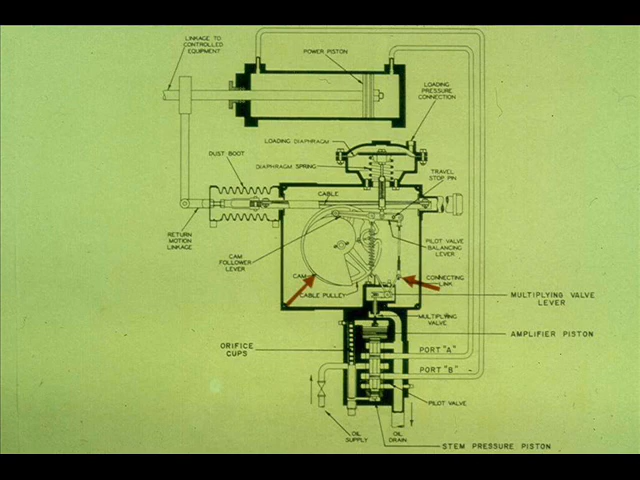 LINKAGE TO
CONTROLLED
EQUIPMENT
POWER PISTON
LOADING
PRESSURE
CONNECTION
LOADING DIAPHRAGM
DUST BOOT
DIAPHRAGM SPRING
TRAVEL
STOP PIN
CABLE
RETURN
MOTION
LINKAGE
CAM
FOLLOWER
LEVER
PILOT VALVE
BALANCING
LEVER
CAM
CONNECTING
LINK
CABLE PULLEY
MULTIPLYING VALVE
LEVER
MULTIPLYING
VALVE
AMPLIFIER PISTON
ORIFICE
CUPS
PORT "A"
PORT "B"
PILOT VALVE
OIL
SUPPLY
OIL
DRAIN
STEM PRESSURE PISTON